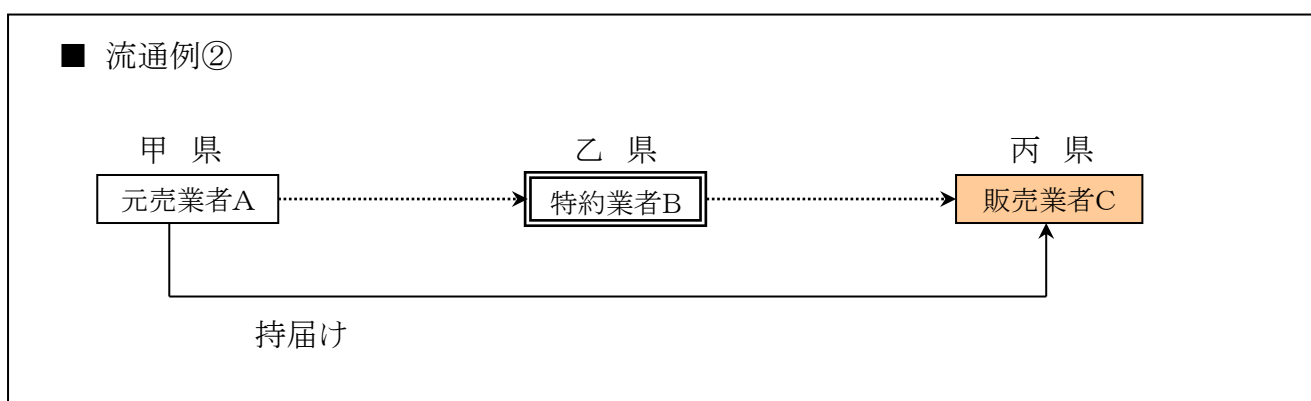 ■ 流通例②
甲 県
乙 県
丙 県
元売業者A
特約業者B
販売業者C
持届け